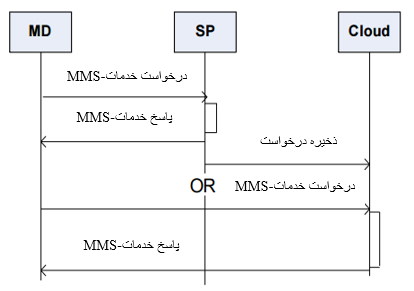 MD
SP
Cloud
درخواست خدمات-MMS
پاسخ خدمات-MMS
ذخیره درخواست
OR
درخواست خدمات-MMS
پاسخ خدمات-MMS